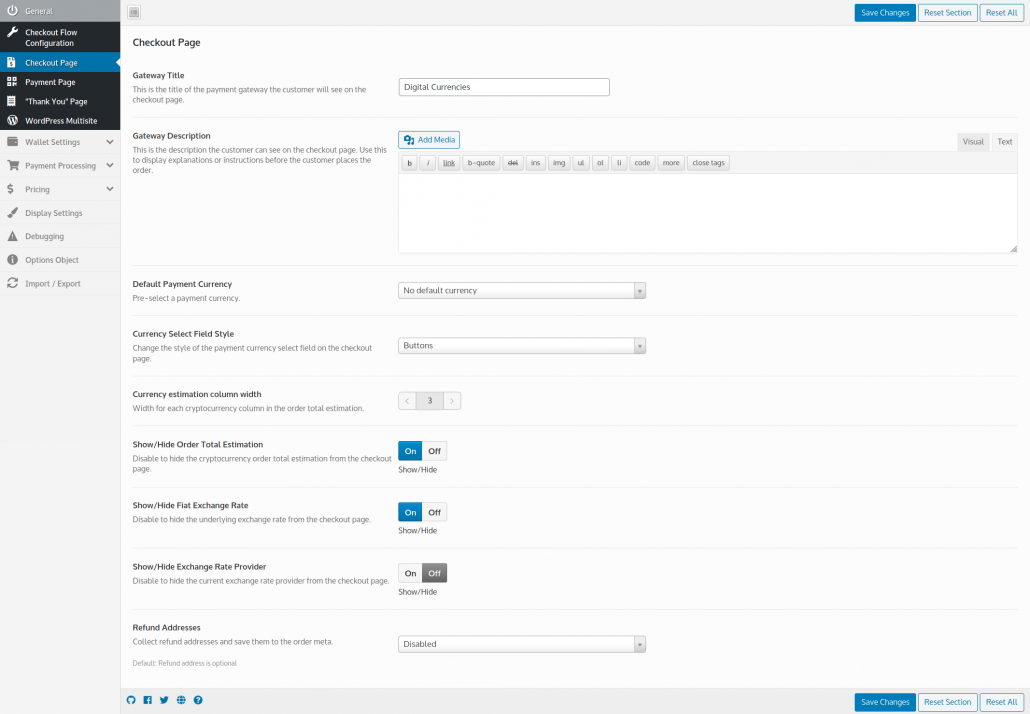 General
Checkout Flow
Configuration
Checkout Page
Payment Page
"Thank You" Page
WordPress Multisite
Wallet Settings
Payment Processing
Pricing
Display Settings
Debugging
Options Object
Import / Export
Save Changes Reset Section Reset All
Checkout Page
Gateway Title
This is the title of the payment gateway the customer will see on the
checkout page.
Digital Currencies
Gateway Description
This is the description the customer can see on the checkout page. Use this
to display explanations or instructions before the customer places the
order.
Add Media
Visual Text
b i link b-quote del ins img ul ol li code more close tags
Default Payment Currency
Pre-select a payment currency.
No default currency
Currency Select Field Style
Change the style of the payment currency select field on the checkout
page.
Buttons
Currency estimation column width
Width for each cryptocurrency column in the order total estimation.
3
Show/Hide Order Total Estimation
Disable to hide the cryptocurrency order total estimation from the checkout
page.
On Off
Show/Hide
Show/Hide Fiat Exchange Rate
Disable to hide the underlying exchange rate from the checkout page.
On Off
Show/Hide
Show/Hide Exchange Rate Provider
Disable to hide the current exchange rate provider from the checkout page.
On Off
Show/Hide
Refund Addresses
Collect refund addresses and save them to the order meta.
Disabled
Default: Refund address is optional
Save Changes Reset Section Reset All